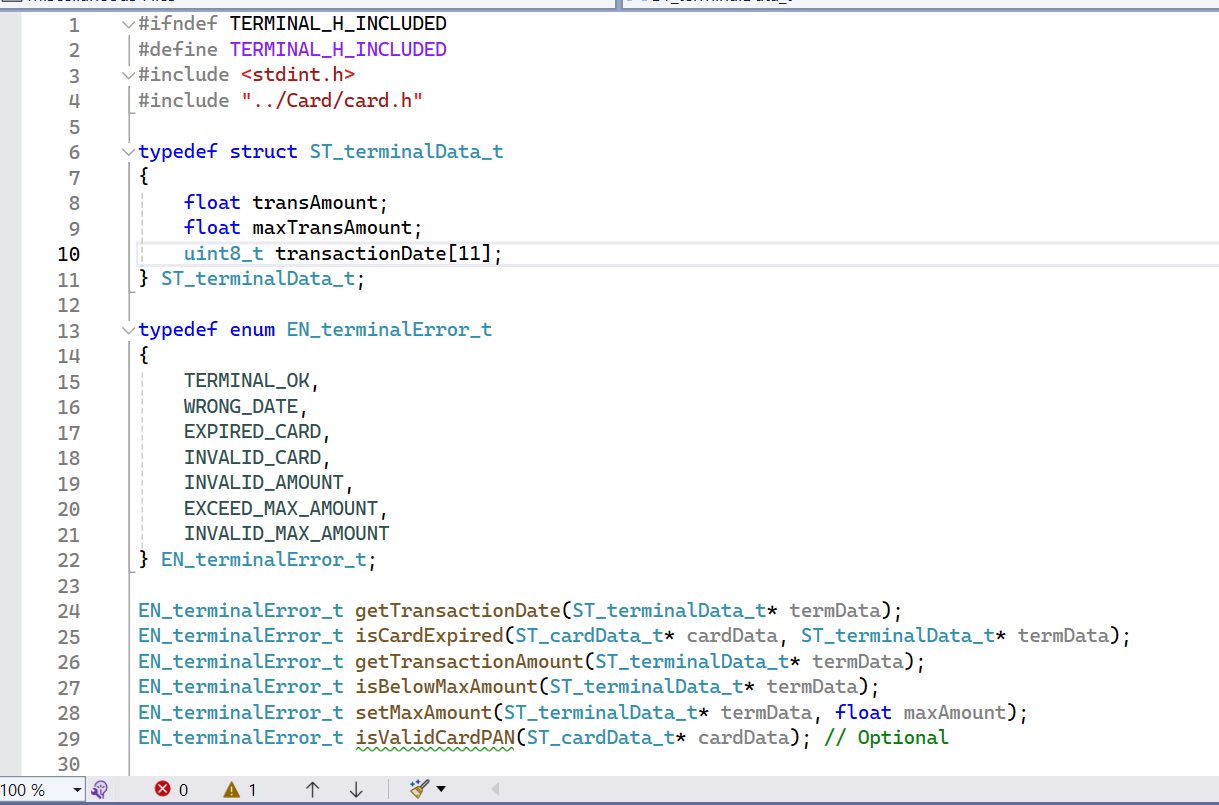 1 #ifndef TERMINAL_H_INCLUDED
2 #define TERMINAL_H_INCLUDED
3 #include <stdint.h>
4 #include "../Card/card.h"
5
6 typedef struct ST_terminalData_t
7 {
8 float transAmount;
9 float maxTransAmount;
10 uint8_t transactionDate[11];
11 } ST_terminalData_t;
12
13 typedef enum EN_terminalError_t
14 {
15 TERMINAL_OK,
16 WRONG_DATE,
17 EXPIRED_CARD,
18 INVALID_CARD,
19 INVALID_AMOUNT,
20 EXCEED_MAX_AMOUNT,
21 INVALID_MAX_AMOUNT
22 } EN_terminalError_t;
23
24 EN_terminalError_t getTransactionDate(ST_terminalData_t* termData);
25 EN_terminalError_t isCardExpired(ST_cardData_t* cardData, ST_terminalData_t* termData);
26 EN_terminalError_t getTransactionAmount(ST_terminalData_t* termData);
27 EN_terminalError_t isBelowMaxAmount(ST_terminalData_t* termData);
28 EN_terminalError_t setMaxAmount(ST_terminalData_t* termData, float maxAmount);
29 EN_terminalError_t isValidCardPAN(ST_cardData_t* cardData); // Optional
30
100 % 0 1